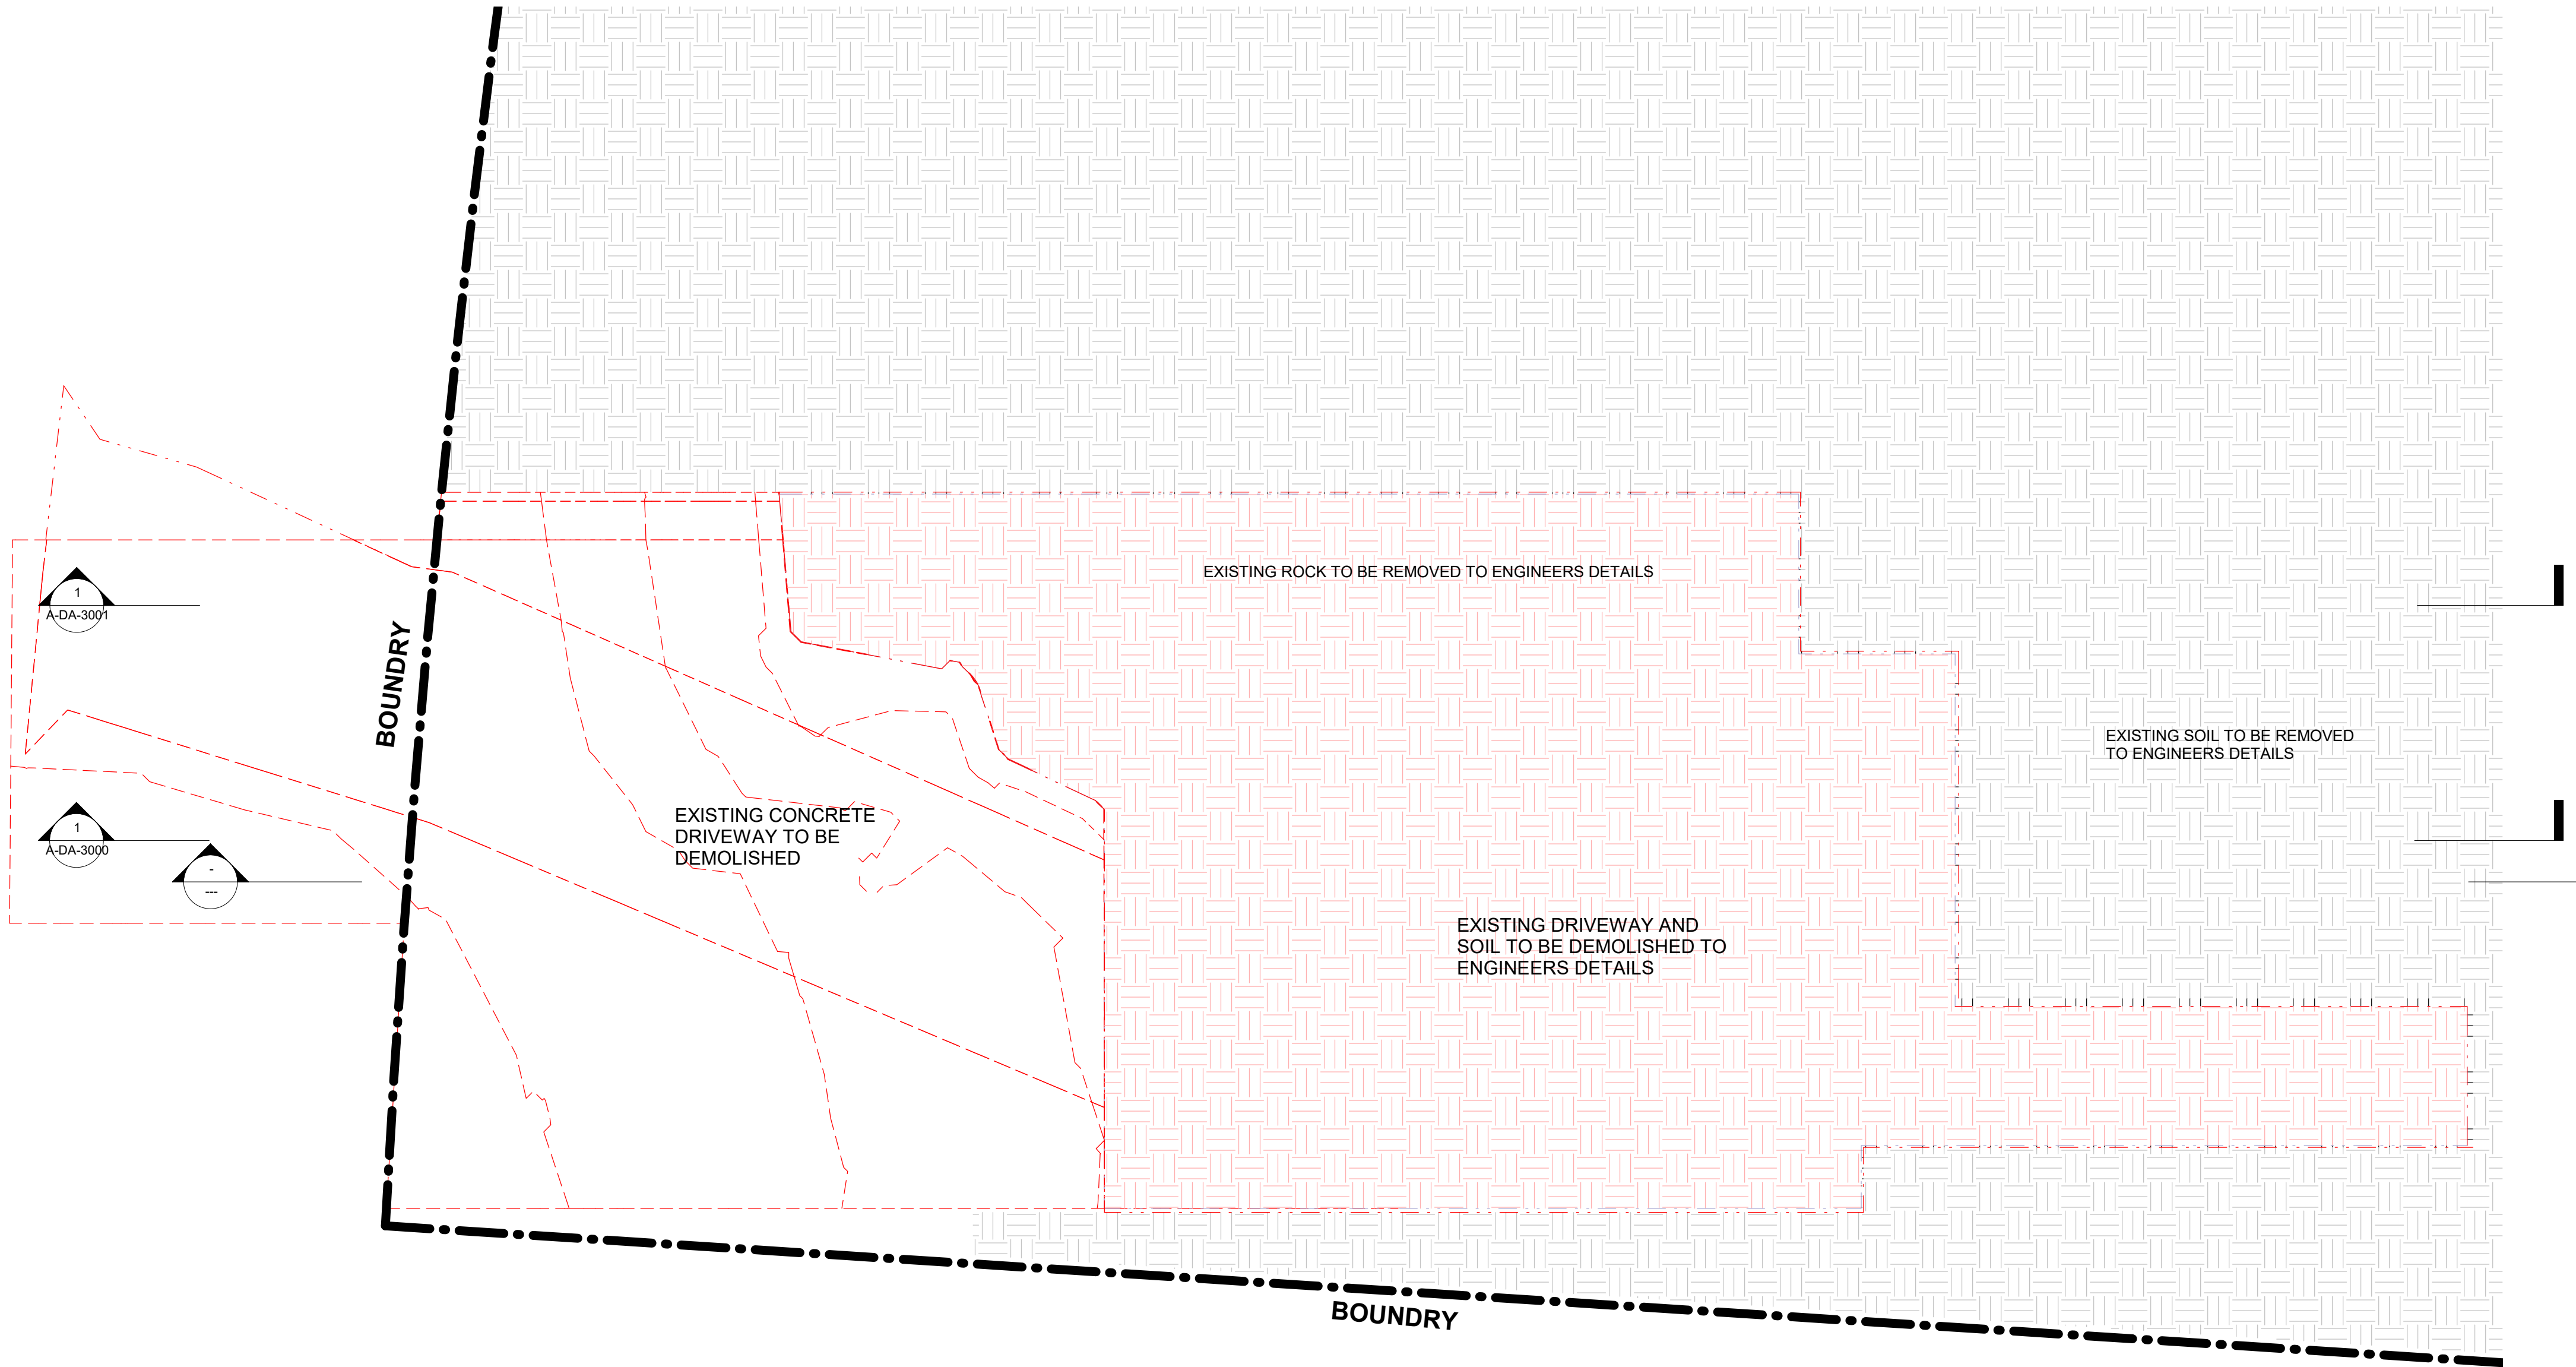 EXISTING ROCK TO BE REMOVED TO ENGINEERS DETAILS
1
A-DA-3001
BOUNDRY
EXISTING SOIL TO BE REMOVED
TO ENGINEERS DETAILS
EXISTING CONCRETE
DRIVEWAY TO BE
DEMOLISHED
1
A-DA-3000
-
---
EXISTING DRIVEWAY AND
SOIL TO BE DEMOLISHED TO
ENGINEERS DETAILS
BOUNDRY